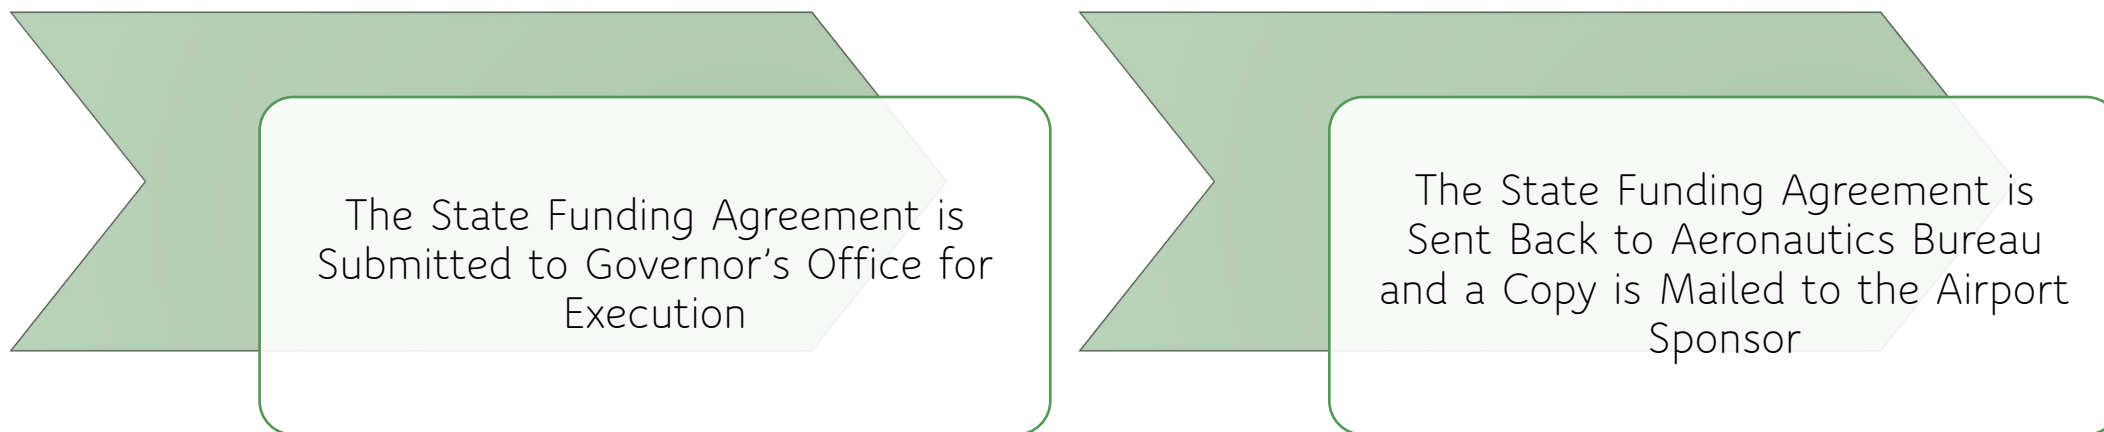 The State Funding Agreement is
Submitted to Governor's Office for
Execution
The State Funding Agreement is
Sent Back to Aeronautics Bureau
and a Copy is Mailed to the Airport
Sponsor